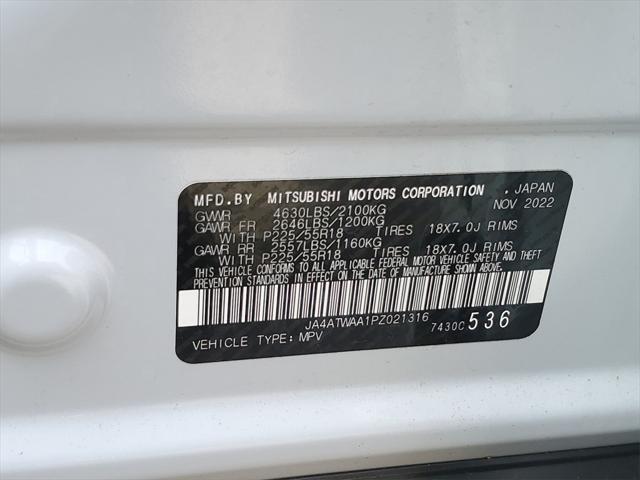 MFD.BY MITSUBISHI MOTORS CORPORATION . JAPAN
GVWR 4630LBS/2100KG NOV 2022
GAWR FR 2646LBS/1200KG
WITH P225/55R18 TIRES 18X7.0J RIMS
GAWR RR 2557LBS/1160KG
WITH P225/55R18 TIRES 18X7.0J RIMS
THIS VEHICLE CONFORMS TO ALL APPLICABLE FEDERAL MOTOR VEHICLE SAFETY AND THEFT
PREVENTION STANDARDS IN EFFECT ON THE DATE OF MANUFACTURE SHOWN ABOVE.
JA4ATWAA1PZ021316
7430C 536
VEHICLE TYPE: MPV